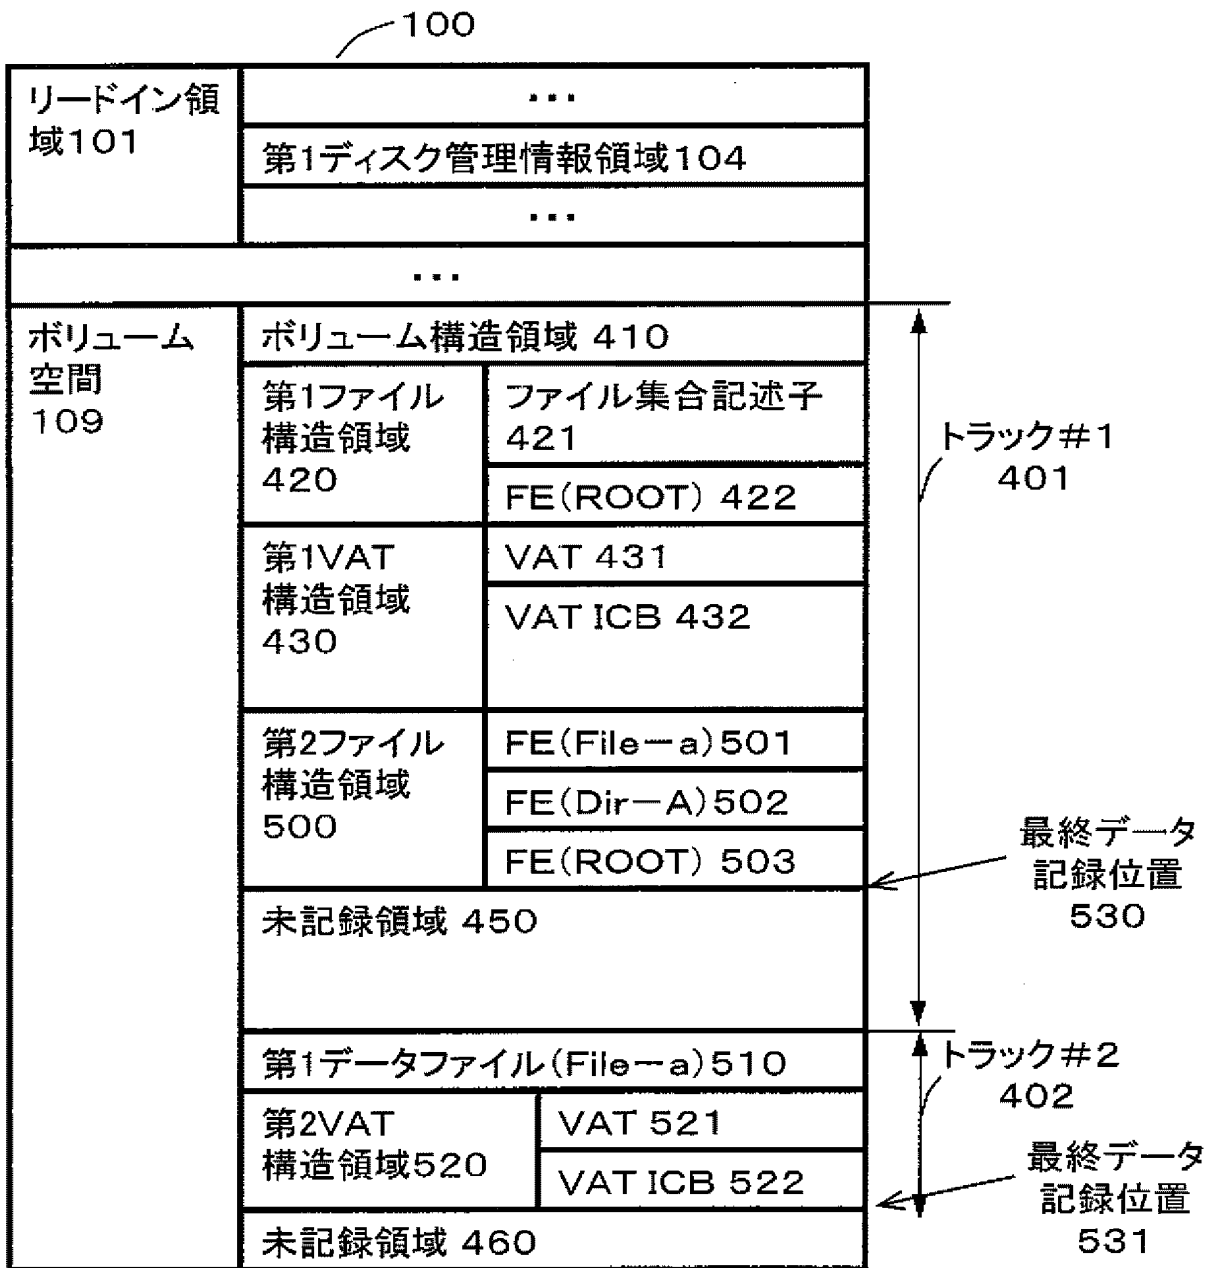 100
リードイン領
域101
…
第1ディスク管理情報領域104
…
…
ボリューム
空間
109
ボリューム構造領域 410
第1ファイル
構造領域
420
ファイル集合記述子
421
FE(ROOT) 422
第1VAT
構造領域
430
VAT 431
VAT ICB 432
第2ファイル
構造領域
500
FE(File－a)501
FE(Dir－A)502
FE(ROOT) 503
未記録領域 450
第1データファイル(File－a)510
第2VAT
構造領域520
VAT 521
VAT ICB 522
未記録領域 460
トラック＃1
401
最終データ
記録位置
530
トラック＃2
402
最終データ
記録位置
531